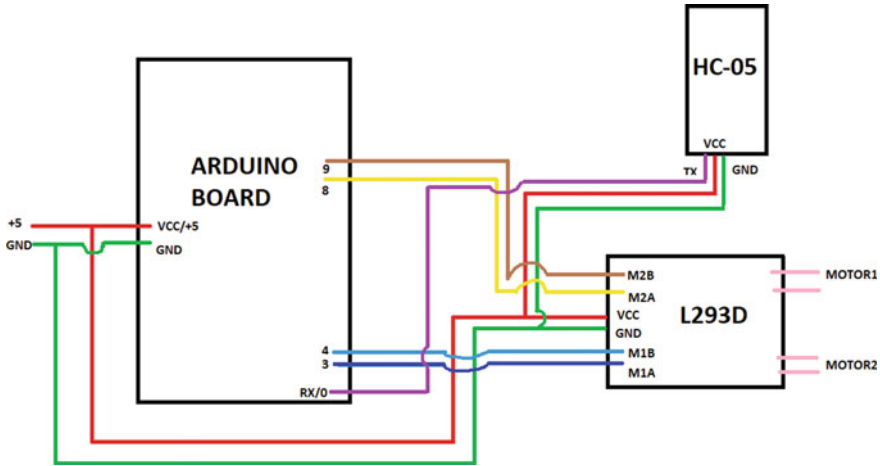 HC-05
VCC
TX
GND
ARDUINO
BOARD
9
8
+5
VCC/+5
GND
GND
4
3
RX/0
M2B
M2A
VCC
GND
M1B
M1A
L293D
MOTOR1
MOTOR2